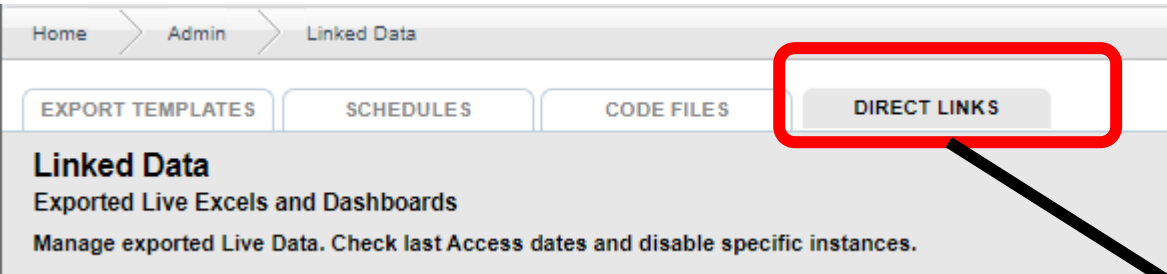 Home Admin Linked Data
EXPORT TEMPLATES SCHEDULES CODE FILES DIRECT LINKS
Linked Data
Exported Live Excels and Dashboards
Manage exported Live Data. Check last Access dates and disable specific instances.